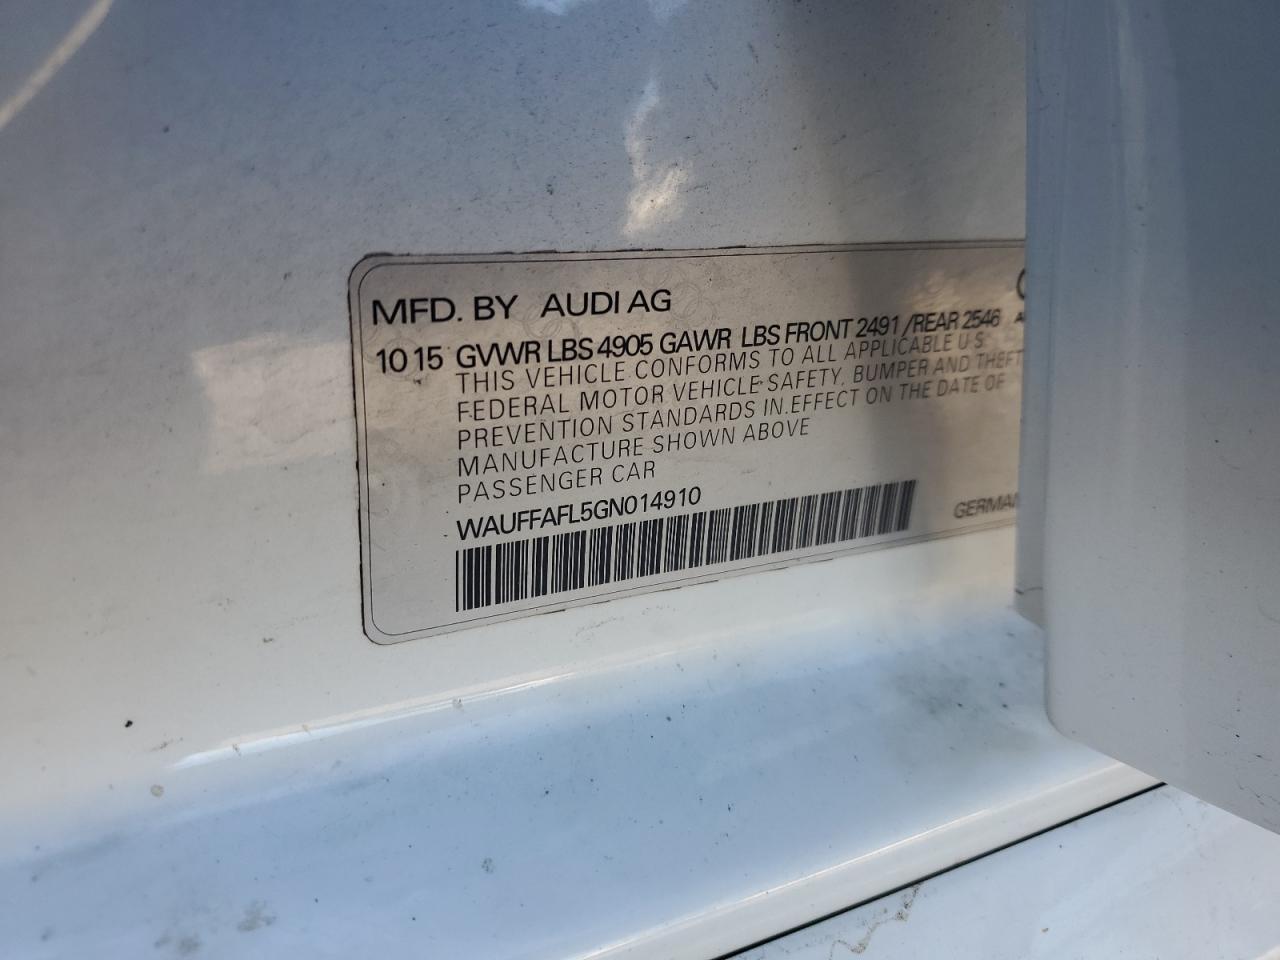 MFD. BY AUDI AG
10 15 GVWR LBS 4905 GAWR LBS FRONT 2491 /REAR 2546
THIS VEHICLE CONFORMS TO ALL APPLICABLE U S
FEDERAL MOTOR VEHICLE SAFETY, BUMPER AND THEFT
PREVENTION STANDARDS IN EFFECT ON THE DATE OF
MANUFACTURE SHOWN ABOVE
PASSENGER CAR
WAUFFAFL5GN014910